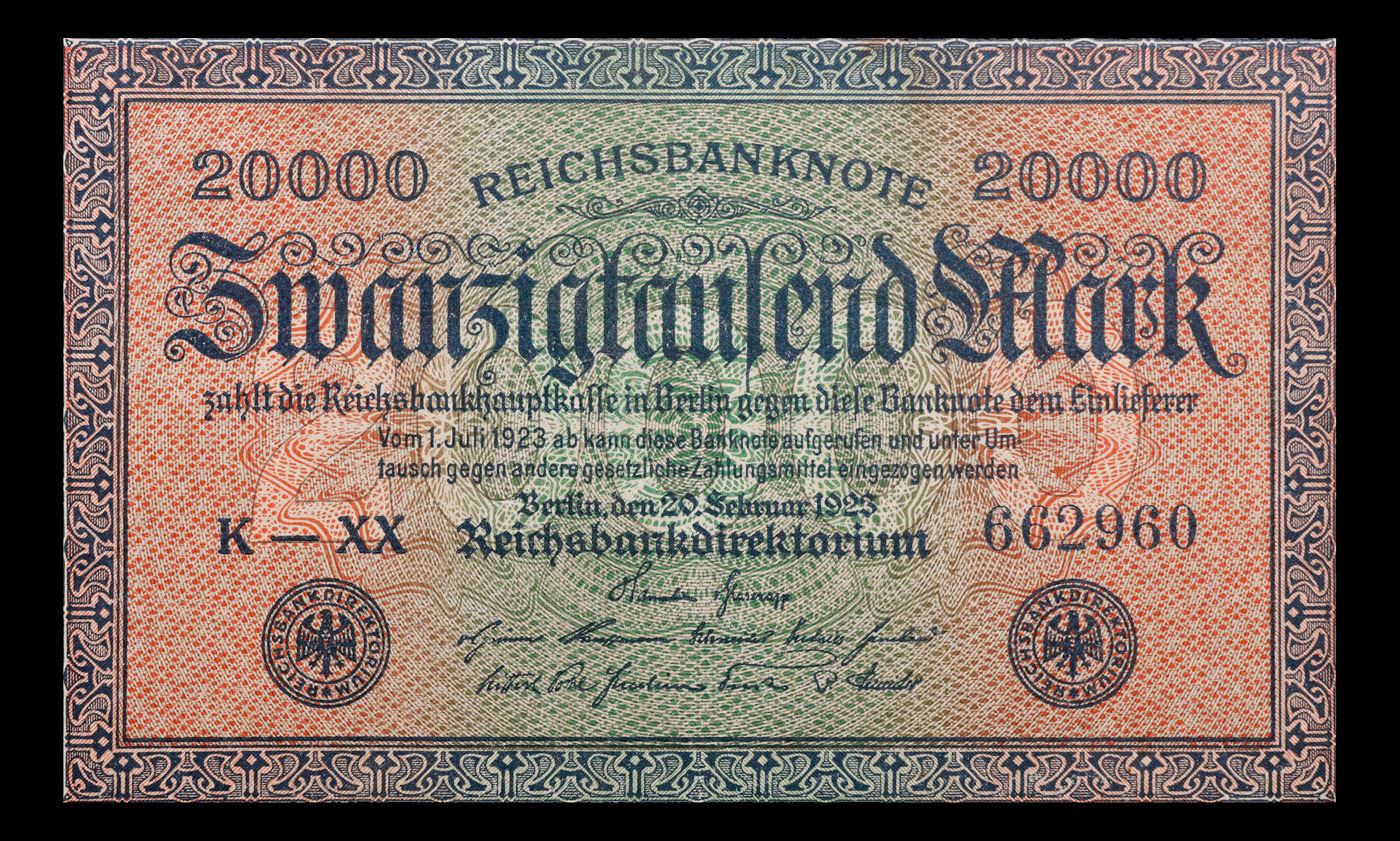 20000 REICHSBANKNOTE 20000
Zwanzigtausend Mark
zahlt die Reichsbankhauptkasse in Berlin gegen diese Banknote dem Einlieferer
Vom 1. Juli 1923 ab kann diese Banknote aufgerufen und unter Um-
tausch gegen andere gesetzliche Zahlungsmittel eingezogen werden
Berlin, den 20. Februar 1923
K — XX Reichsbankdirektorium 662960
REICHSBANKDIREKTORIUM
REICHSBANKDIREKTORIUM